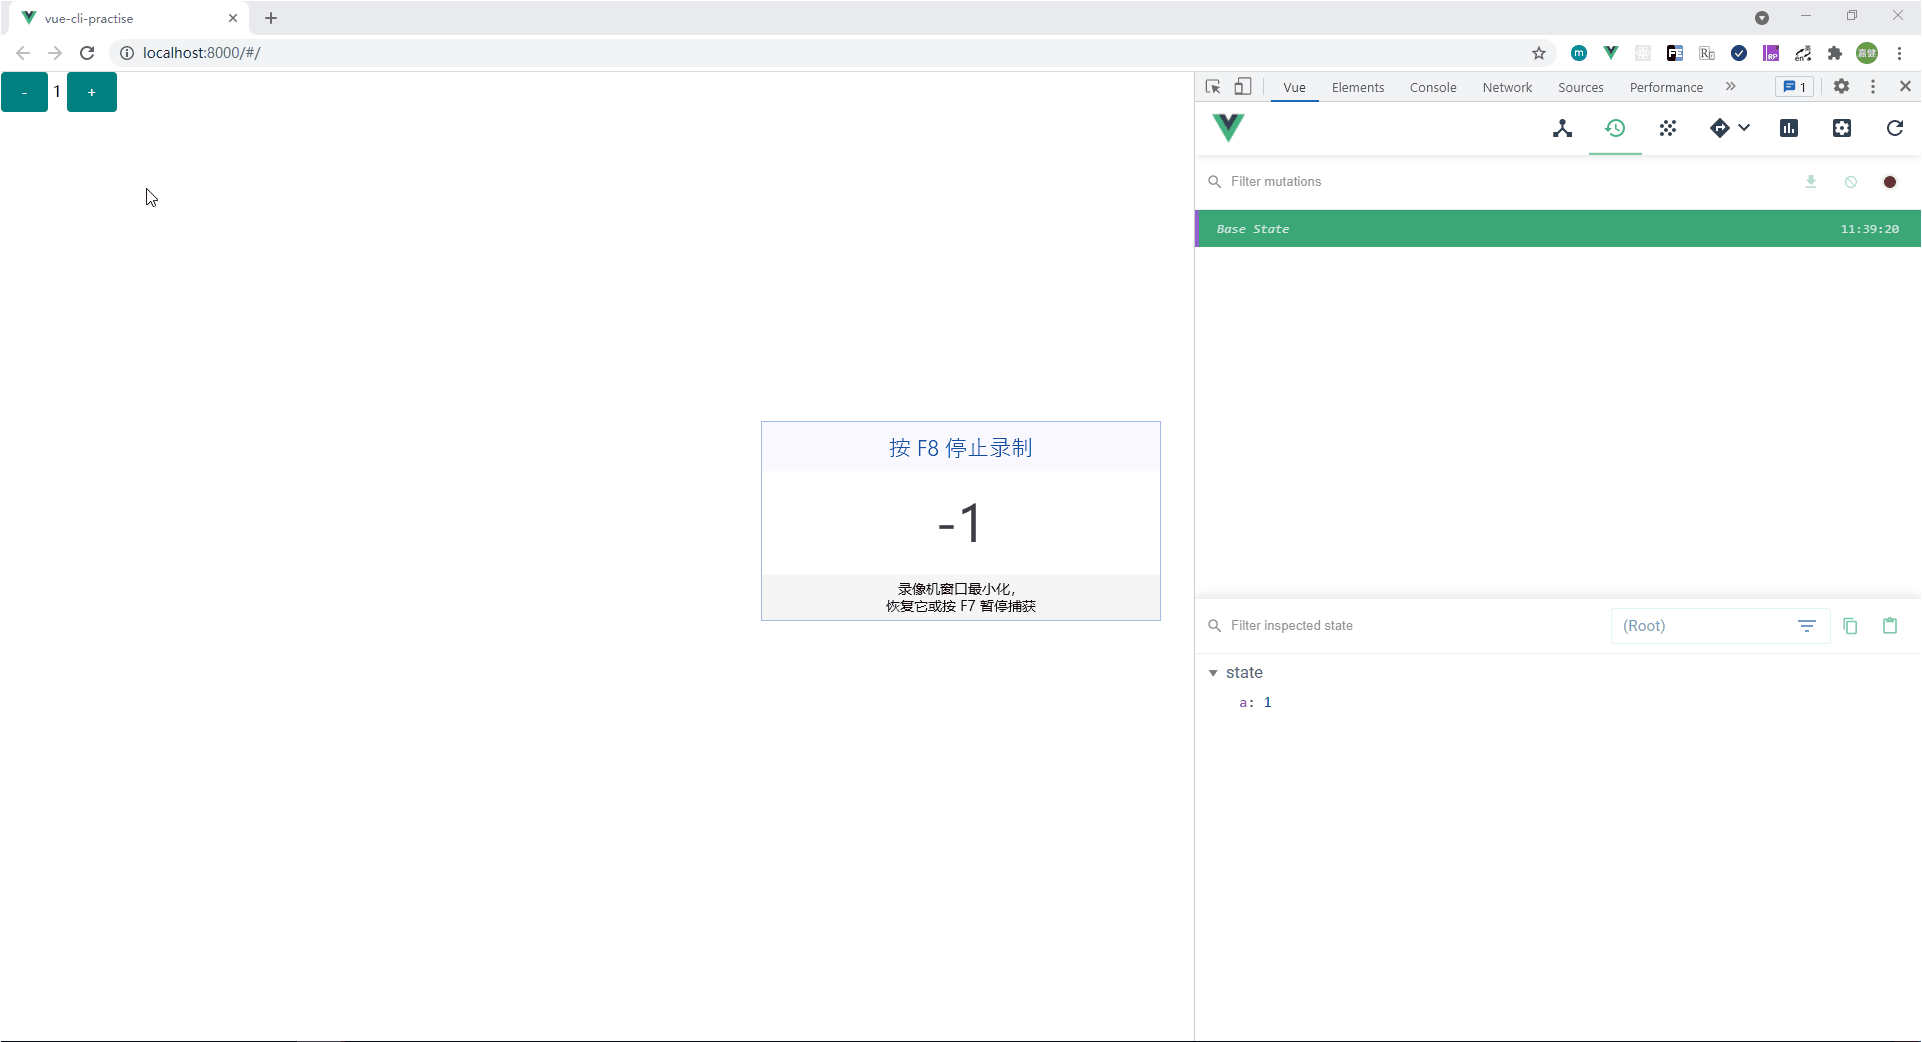 vue-cli-practise
localhost:8000/#/
- 1 +
Vue Elements Console Network Sources Performance 1
Filter mutations
Base State 11:39:20
按 F8 停止录制
-1
录像机窗口最小化，
恢复它或按 F7 暂停捕获
Filter inspected state (Root)
state
a: 1